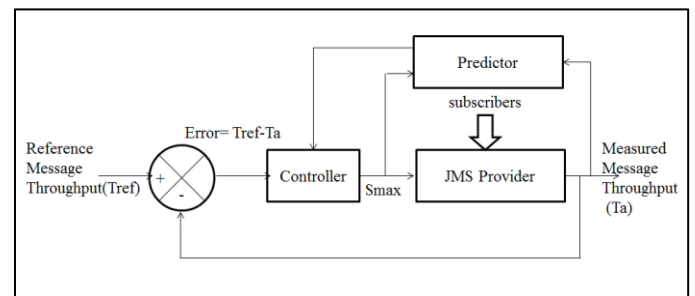 Predictor
subscribers
Error= Tref-Ta
Reference
Message
Throughput(Tref)
+
-
Controller
Smax
JMS Provider
Measured
Message
Throughput
(Ta)